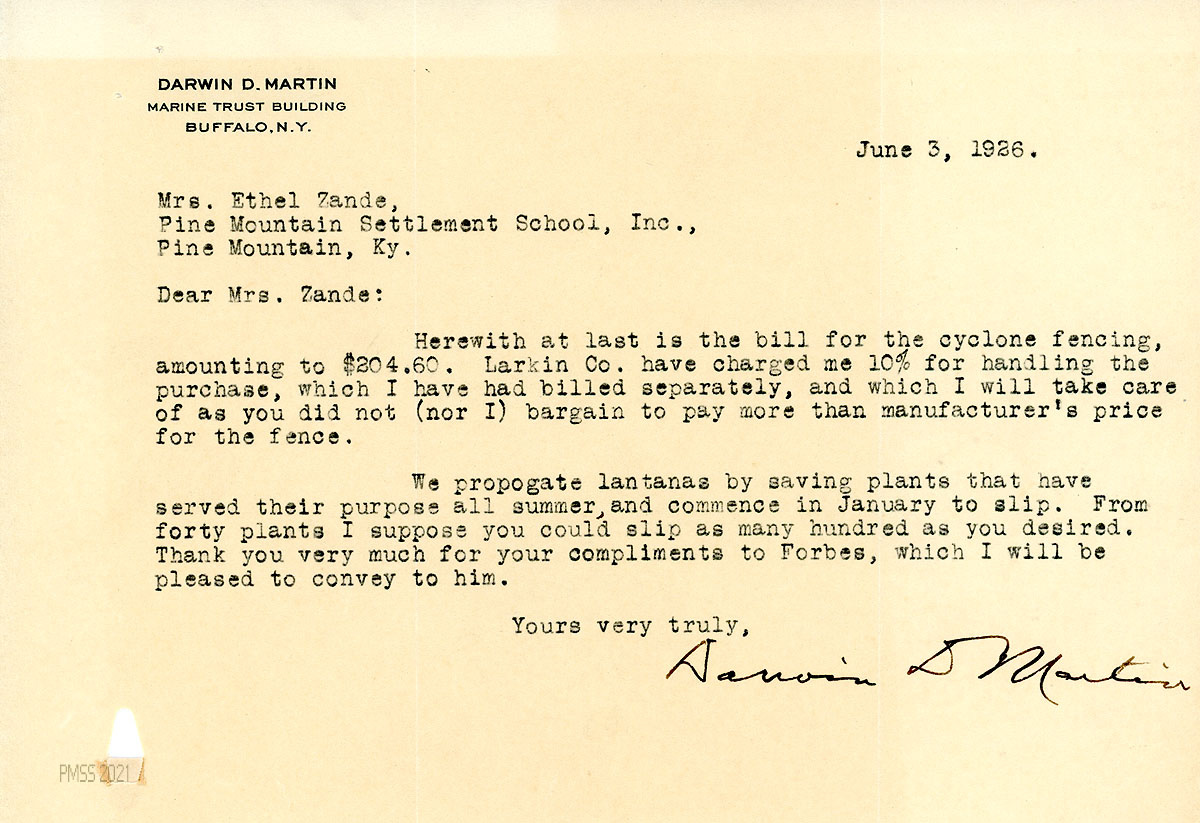 DARWIN D. MARTIN
MARINE TRUST BUILDING
BUFFALO, N.Y.
June 3, 1926.
Mrs. Ethel Zande,
Pine Mountain Settlement School, Inc.,
Pine Mountain, Ky.
Dear Mrs. Zande:
Herewith at last is the bill for the cyclone fencing,
amounting to $204.60. Larkin Co. have charged me 10% for handling the
purchase, which I have had billed separately, and which I will take care
of as you did not (nor I) bargain to pay more than manufacturer's price
for the fence.
We propogate lantanas by saving plants that have
served their purpose all summer, and commence in January to slip. From
forty plants I suppose you could slip as many hundred as you desired.
Thank you very much for your compliments to Forbes, which I will be
pleased to convey to him.
Yours very truly,
Darwin D Martin
PMSS 2021